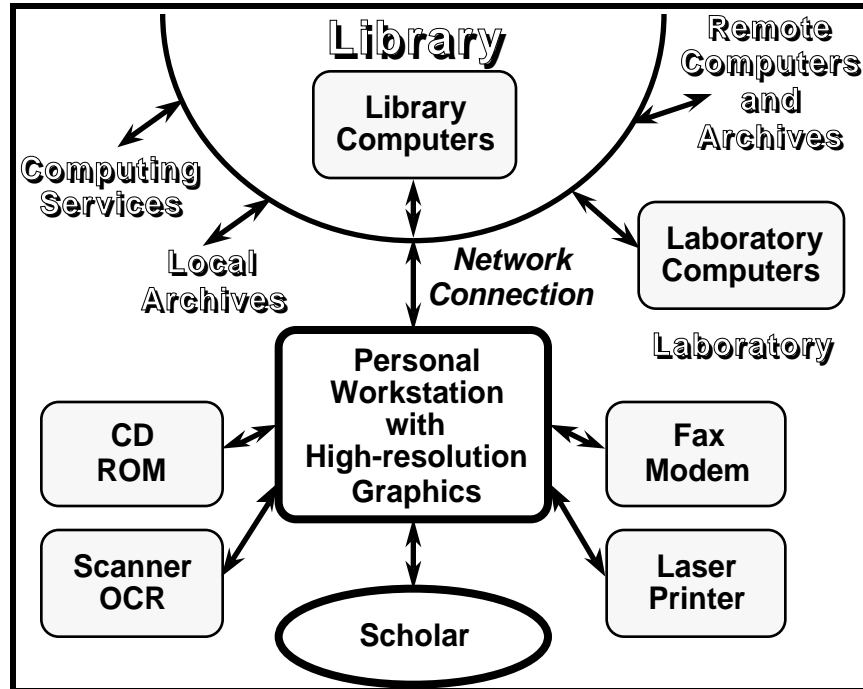 Library
Remote
Computers
and
Archives
Library
Computers
Computing
Services
Local
Archives
Network
Connection
Laboratory
Computers
Laboratory
Personal
Workstation
with
High-resolution
Graphics
CD
ROM
Fax
Modem
Scanner
OCR
Laser
Printer
Scholar